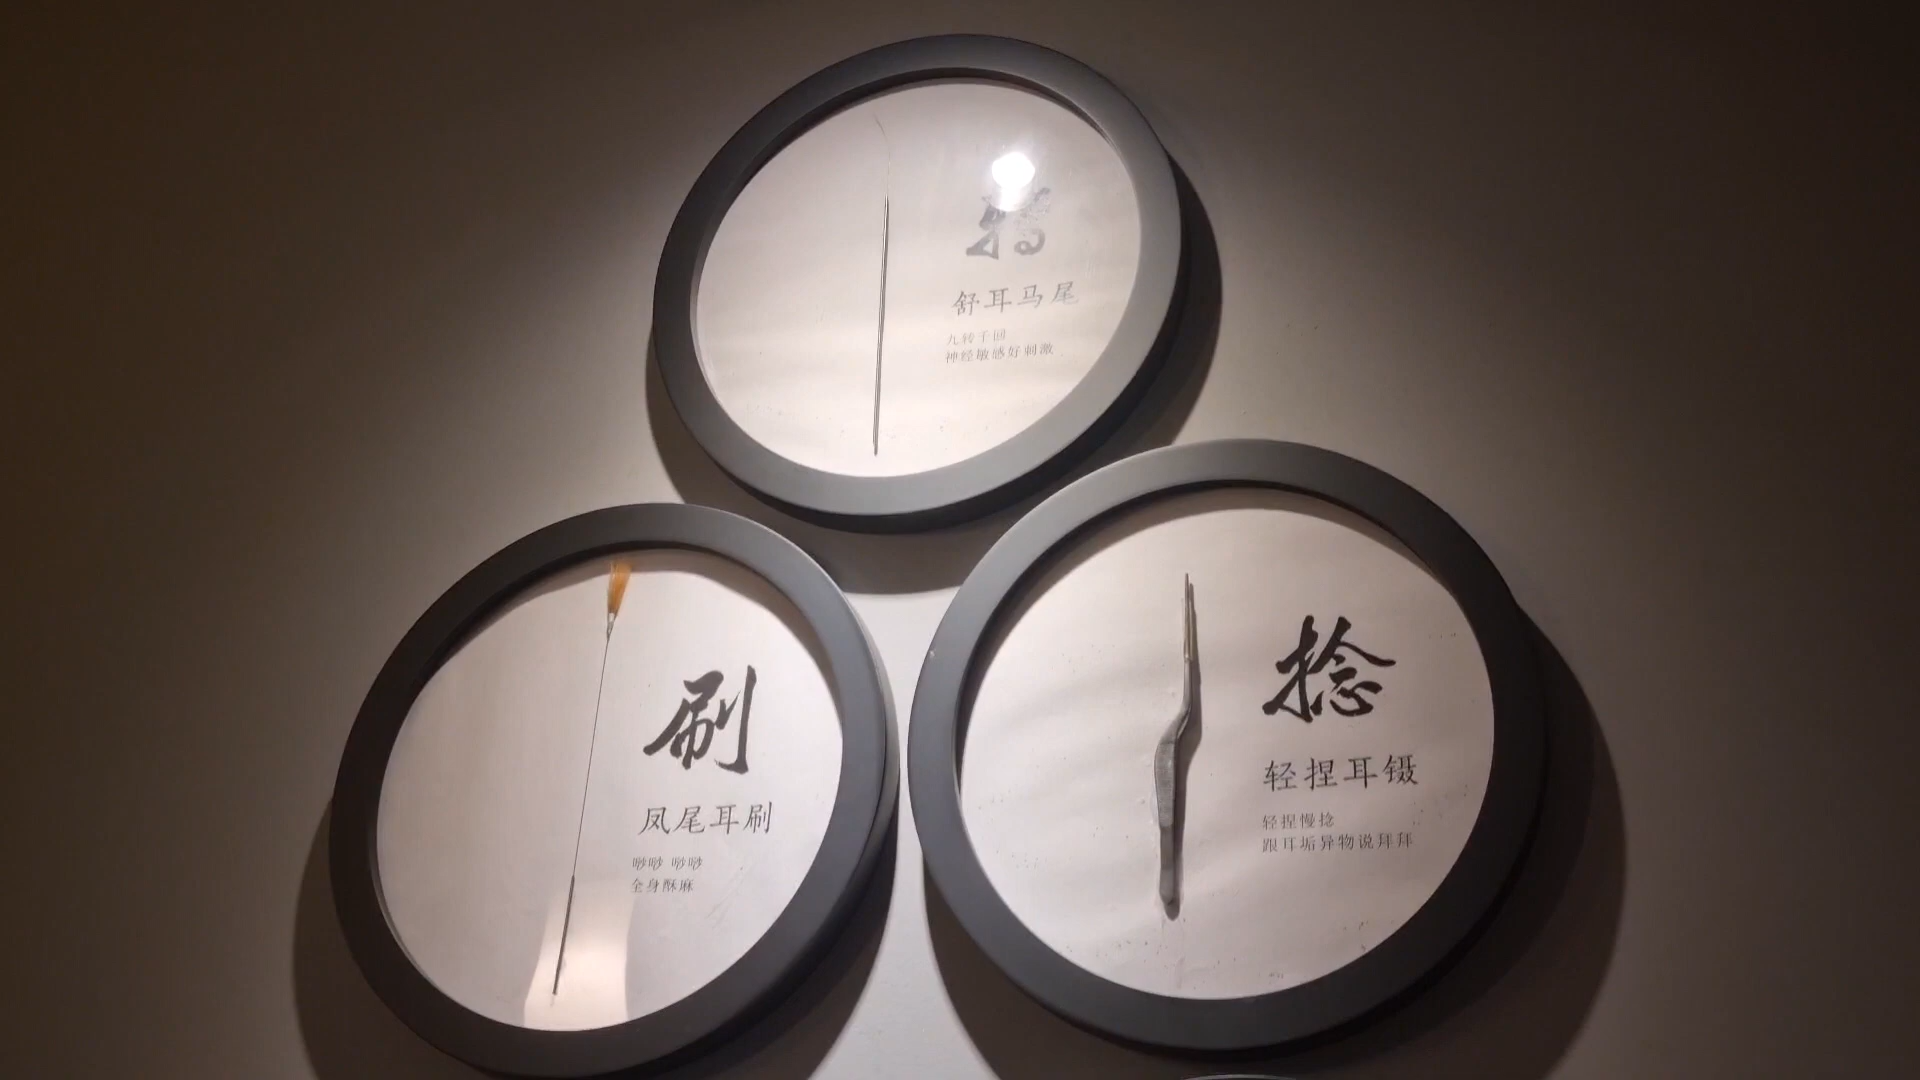 舒耳马尾
九转千回
神经敏感好刺激
刷
凤尾耳刷
唦唦 唦唦
全身酥麻
捻
轻捏耳镊
轻捏慢捻
跟耳垢异物说拜拜